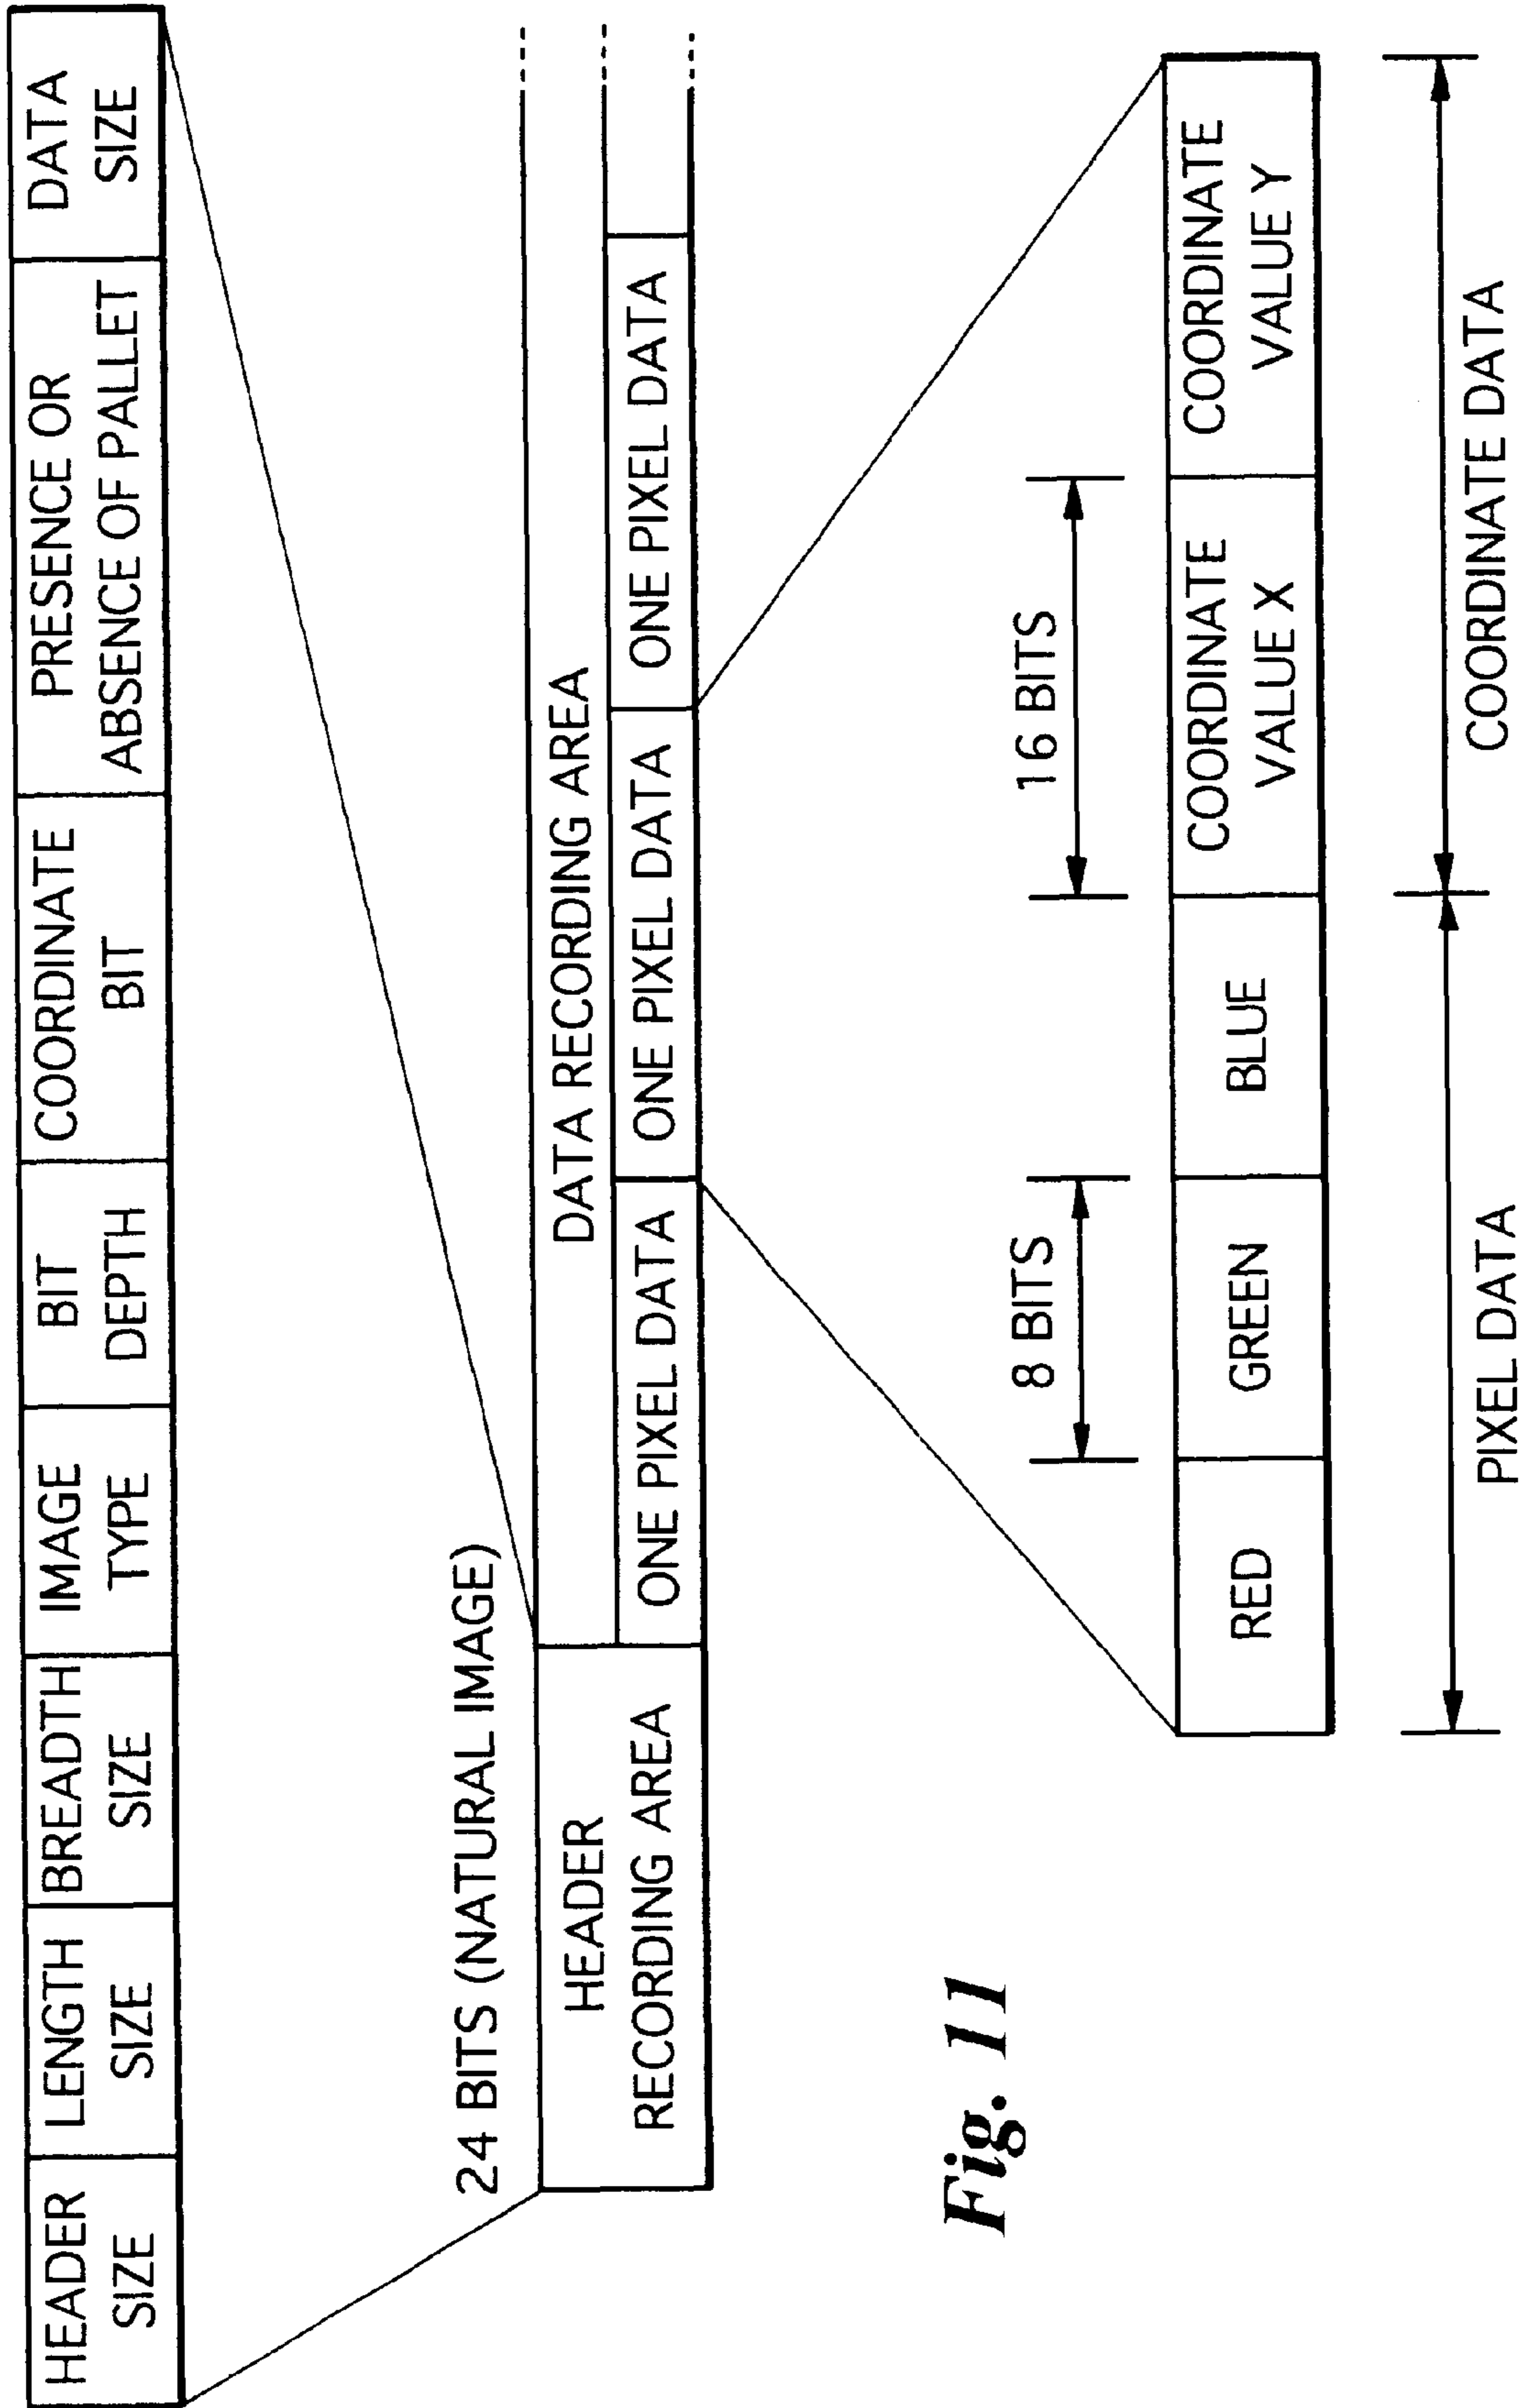 HEADER
SIZE
LENGTH
SIZE
BREADTH
SIZE
IMAGE
TYPE
BIT
DEPTH
COORDINATE
BIT
PRESENCE OR
ABSENCE OF PALLET
DATA
SIZE
24 BITS (NATURAL IMAGE)
HEADER
RECORDING AREA
DATA RECORDING AREA
ONE PIXEL DATA
ONE PIXEL DATA
ONE PIXEL DATA
8 BITS
16 BITS
RED
GREEN
BLUE
COORDINATE
VALUE X
COORDINATE
VALUE Y
PIXEL DATA
COORDINATE DATA
Fig. 11